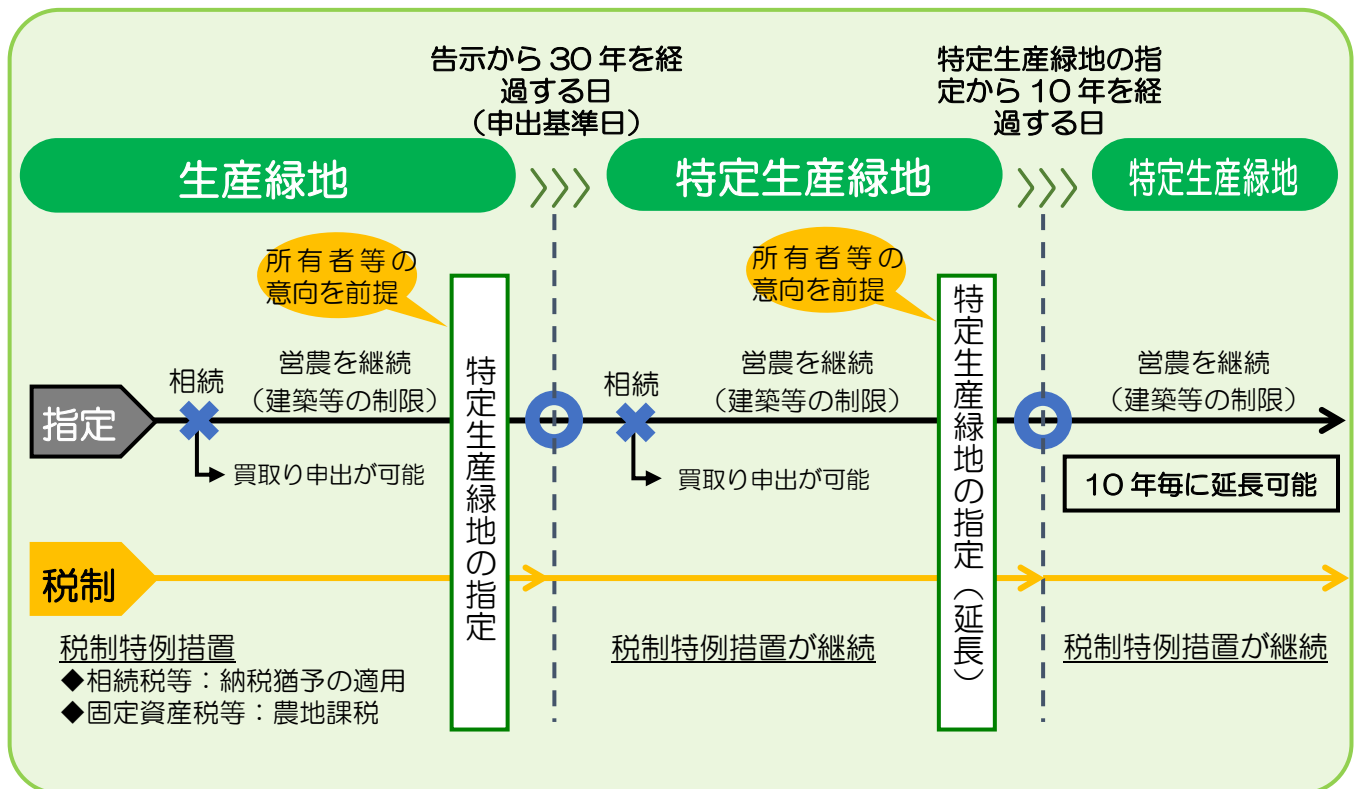 告示から 30 年を経
過する日
（申出基準日）
特定生産緑地の指
定から 10 年を経
過する日
生産緑地
特定生産緑地
特定生産緑地
所有者等の
意向を前提
所有者等の
意向を前提
特定生産緑地の指定
特定生産緑地の指定（延長）
指定
相続
営農を継続
（建築等の制限）
買取り申出が可能
相続
営農を継続
（建築等の制限）
買取り申出が可能
営農を継続
（建築等の制限）
10 年毎に延長可能
税制
税制特例措置
◆相続税等：納税猶予の適用
◆固定資産税等：農地課税
税制特例措置が継続
税制特例措置が継続